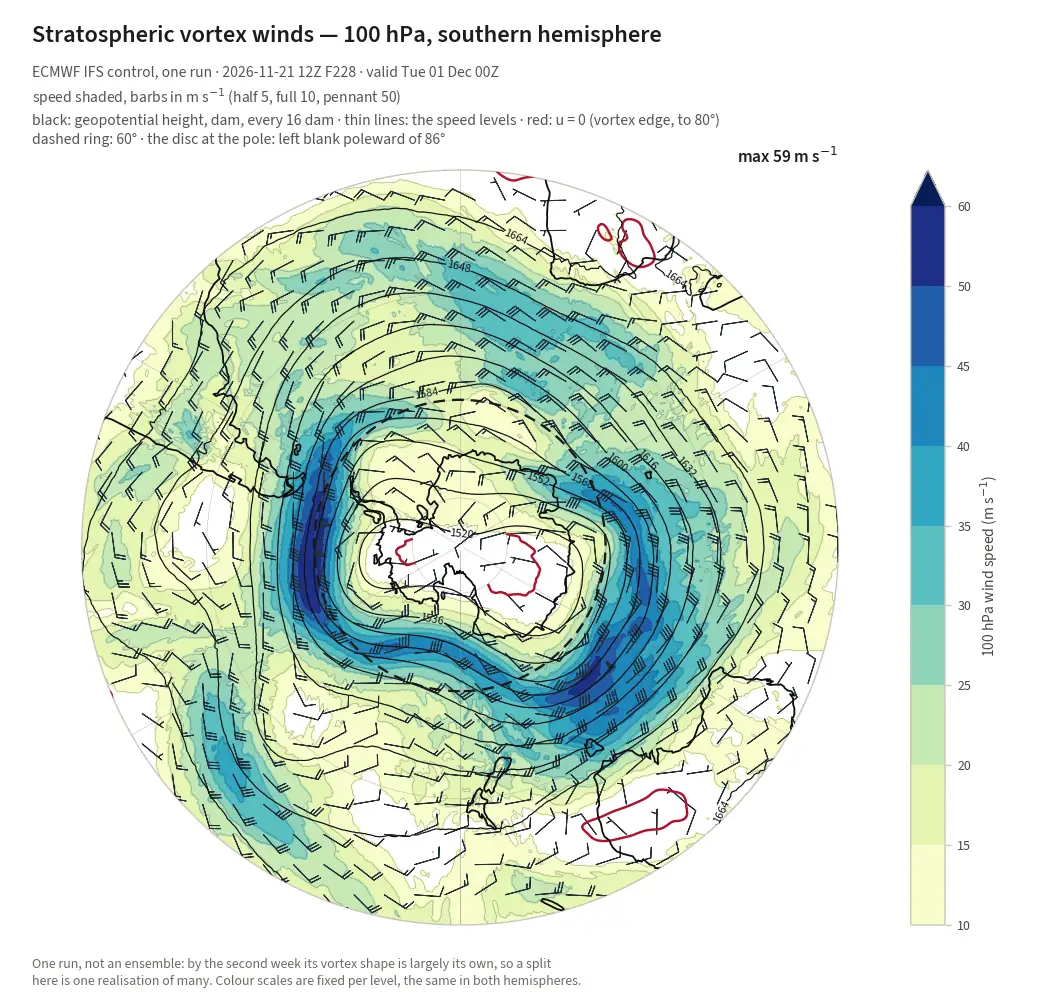 Stratospheric vortex winds — 100 hPa, southern hemisphere
ECMWF IFS control, one run · 2026-11-21 12Z F228 · valid Tue 01 Dec 00Z
speed shaded, barbs in m s⁻¹ (half 5, full 10, pennant 50)
black: geopotential height, dam, every 16 dam · thin lines: the speed levels · red: u = 0 (vortex edge, to 80°)
dashed ring: 60° · the disc at the pole: left blank poleward of 86°
max 59 m s⁻¹
1664
1648
1664
1584
1600
1616
1632
1552
1568
1520
1536
1664
60
50
45
40
35
30
25
20
15
10
100 hPa wind speed (m s⁻¹)
One run, not an ensemble: by the second week its vortex shape is largely its own, so a split
here is one realisation of many. Colour scales are fixed per level, the same in both hemispheres.